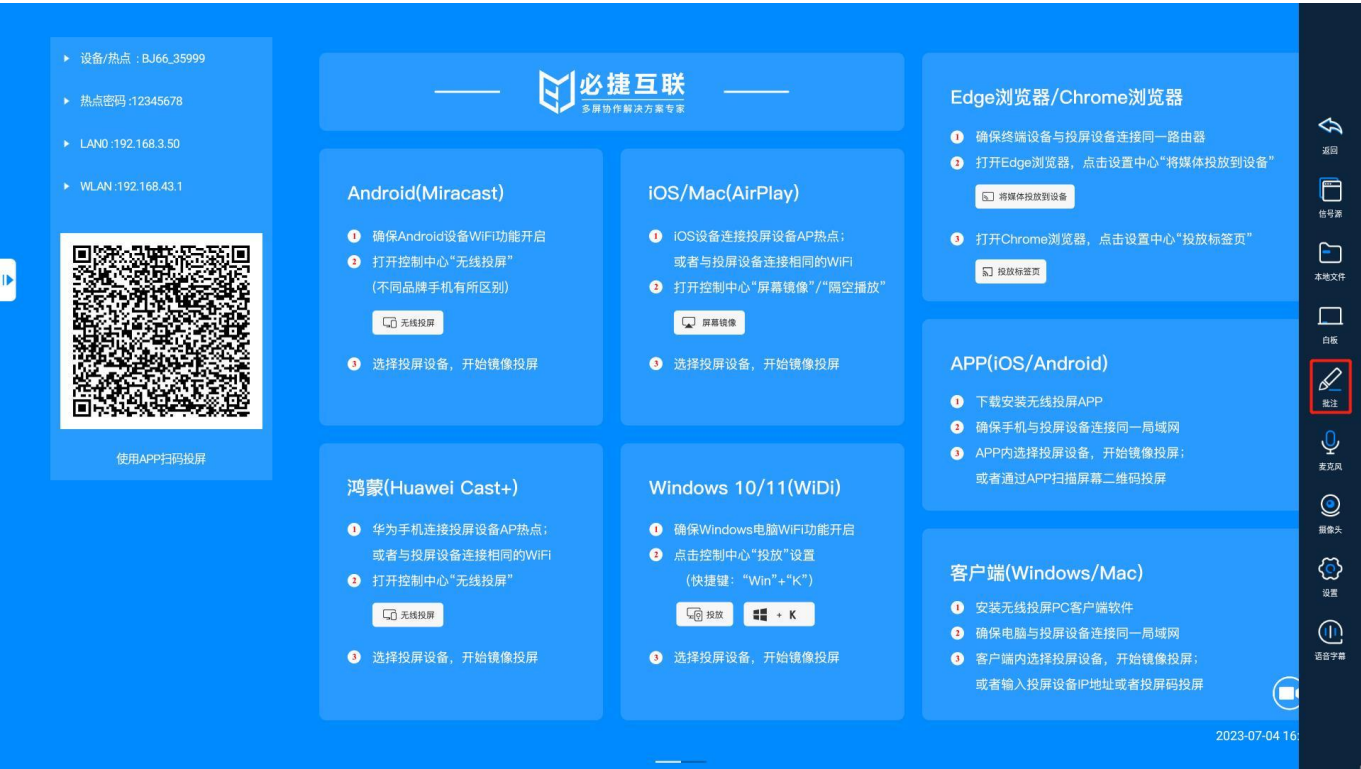 设备/热点 : BJ66_35999
热点密码 :12345678
LAN0 :192.168.3.50
WLAN :192.168.43.1
使用APP扫码投屏
必捷互联
多屏协作解决方案专家
Android(Miracast)
1 确保Android设备WiFi功能开启
2 打开控制中心“无线投屏”
(不同品牌手机有所区别)
无线投屏
3 选择投屏设备，开始镜像投屏
iOS/Mac(AirPlay)
1 iOS设备连接投屏设备AP热点；
或者与投屏设备连接相同的WiFi
2 打开控制中心“屏幕镜像”/“隔空播放”
屏幕镜像
3 选择投屏设备，开始镜像投屏
鸿蒙(Huawei Cast+)
1 华为手机连接投屏设备AP热点；
或者与投屏设备连接相同的WiFi
2 打开控制中心“无线投屏”
无线投屏
3 选择投屏设备，开始镜像投屏
Windows 10/11(WiDi)
1 确保Windows电脑WiFi功能开启
2 点击控制中心“投放”设置
（快捷键：“Win”+“K”）
投放 + K
3 选择投屏设备，开始镜像投屏
Edge浏览器/Chrome浏览器
1 确保终端设备与投屏设备连接同一路由器
2 打开Edge浏览器，点击设置中心“将媒体投放到设备”
将媒体投放到设备
3 打开Chrome浏览器，点击设置中心“投放标签页”
投放标签页
APP(iOS/Android)
1 下载安装无线投屏APP
2 确保手机与投屏设备连接同一局域网
3 APP内选择投屏设备，开始镜像投屏；
或者通过APP扫描屏幕二维码投屏
客户端(Windows/Mac)
1 安装无线投屏PC客户端软件
2 确保电脑与投屏设备连接同一局域网
3 客户端内选择投屏设备，开始镜像投屏；
或者输入投屏设备IP地址或者投屏码投屏
2023-07-04 16:
返回
信号源
本地文件
白板
批注
麦克风
摄像头
设置
语音字幕